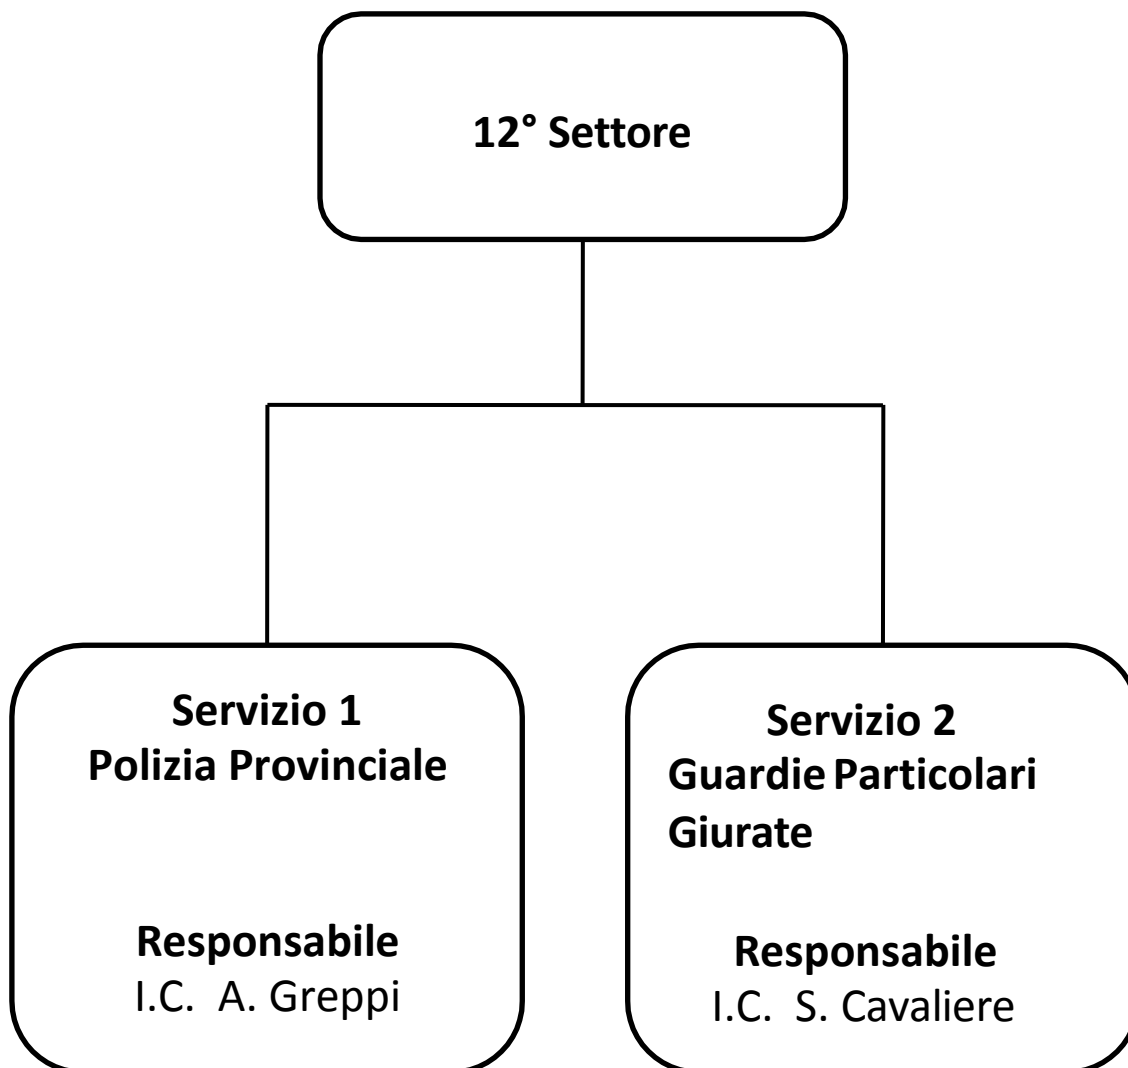 12° Settore
Servizio 1
Polizia Provinciale
Responsabile
I.C. A. Greppi
Servizio 2
Guardie Particolari
Giurate
Responsabile
I.C. S. Cavaliere